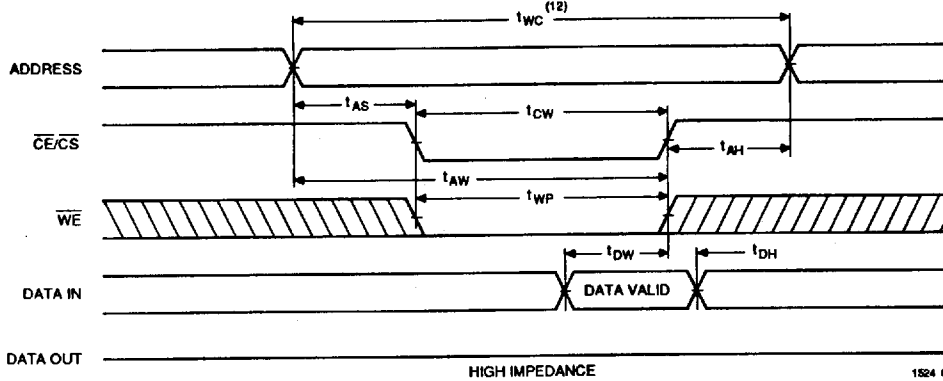 tWC (12)
ADDRESS
tAS
tCW
CE/CS
tAH
tAW
WE
tWP
tDW
tDH
DATA IN
DATA VALID
DATA OUT
HIGH IMPEDANCE
1524